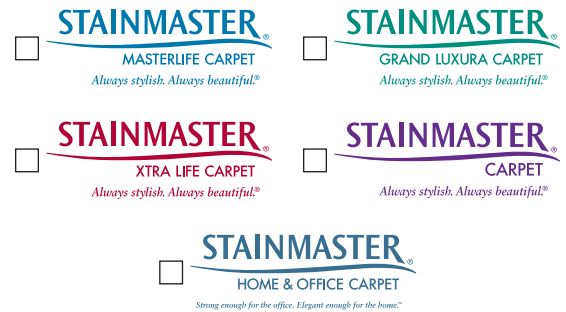 STAINMASTER®
MASTERLIFE CARPET
Always stylish. Always beautiful.®
STAINMASTER®
GRAND LUXURA CARPET
Always stylish. Always beautiful.®
STAINMASTER®
XTRA LIFE CARPET
Always stylish. Always beautiful.®
STAINMASTER®
CARPET
Always stylish. Always beautiful.®
STAINMASTER®
HOME & OFFICE CARPET
Strong enough for the office. Elegant enough for the home.™